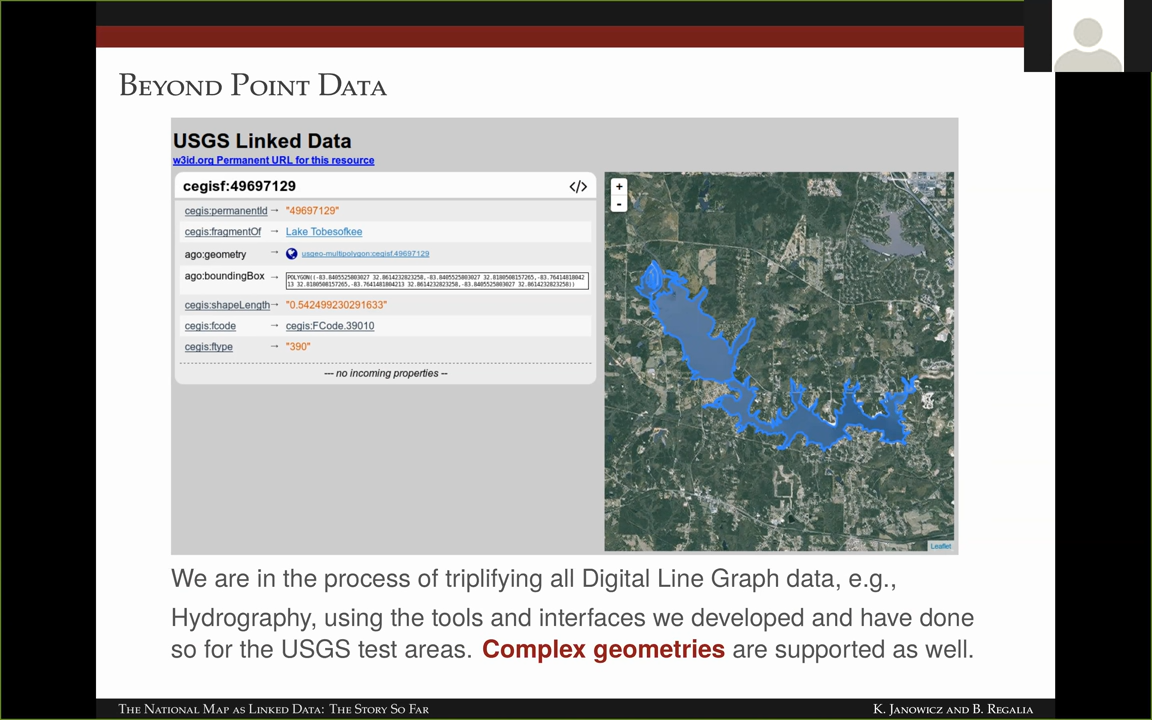 Beyond Point Data
USGS Linked Data
w3id.org Permanent URL for this resource
cegisf:49697129 </>
cegis:permanentId → "49697129"
cegis:fragmentOf → Lake Tobesofkee
ago:geometry → usgeo-multipolygon:cegisf.49697129
ago:boundingBox → POLYGON((-83.8405525803027 32.8614232823258,-83.8405525803027 32.8180508157265,-83.76414818042
13 32.8180508157265,-83.7641481804213 32.8614232823258,-83.8405525803027 32.8614232823258))
cegis:shapeLength → "0.542499230291633"
cegis:fcode → cegis:FCode.39010
cegis:ftype → "390"
--- no incoming properties --
+
-
Leaflet
We are in the process of triplifying all Digital Line Graph data, e.g.,
Hydrography, using the tools and interfaces we developed and have done
so for the USGS test areas. Complex geometries are supported as well.
The National Map as Linked Data: The Story So Far K. Janowicz and B. Regalia